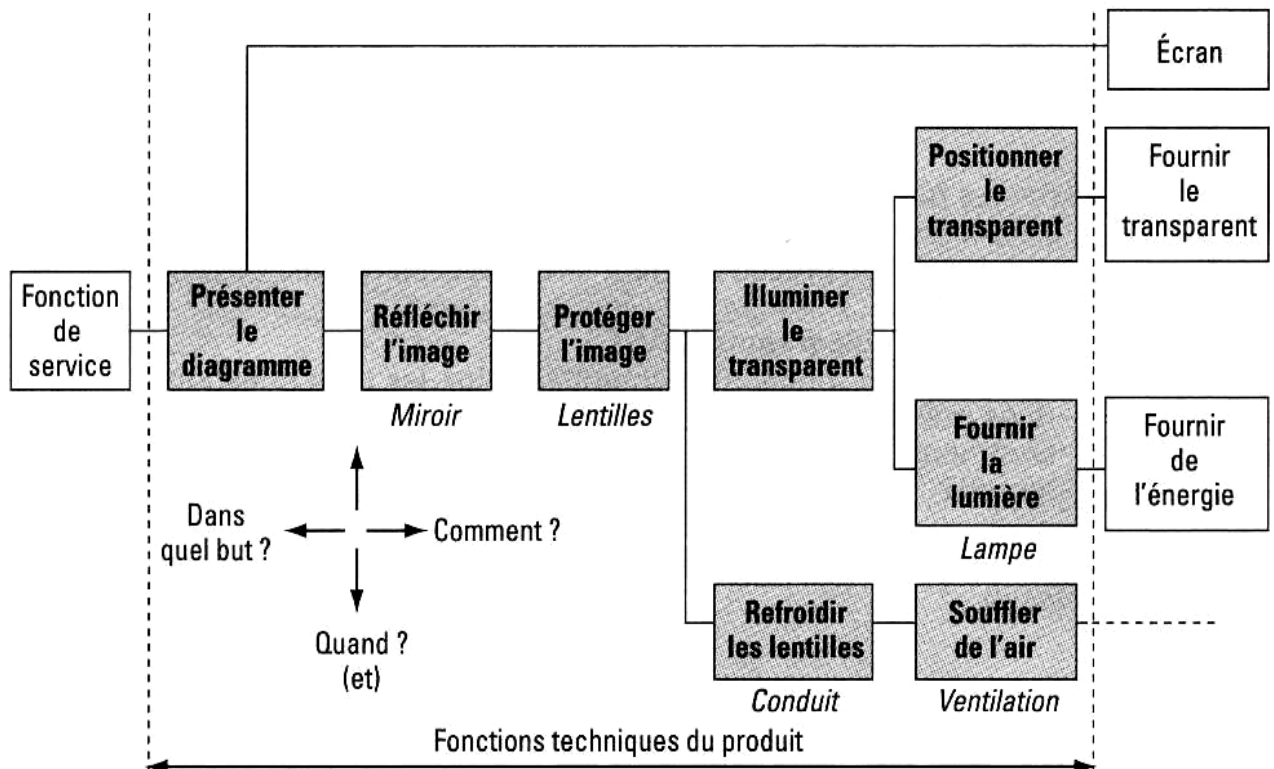 Écran
Positionner
le
transparent
Fournir
le
transparent
Fonction
de
service
Présenter
le
diagramme
Réfléchir
l'image
Miroir
Protéger
l'image
Lentilles
Illuminer
le
transparent
Fournir
la
lumière
Lampe
Fournir
de
l'énergie
Dans
quel but ?
Comment ?
Quand ?
(et)
Refroidir
les lentilles
Conduit
Souffler
de l'air
Ventilation
Fonctions techniques du produit